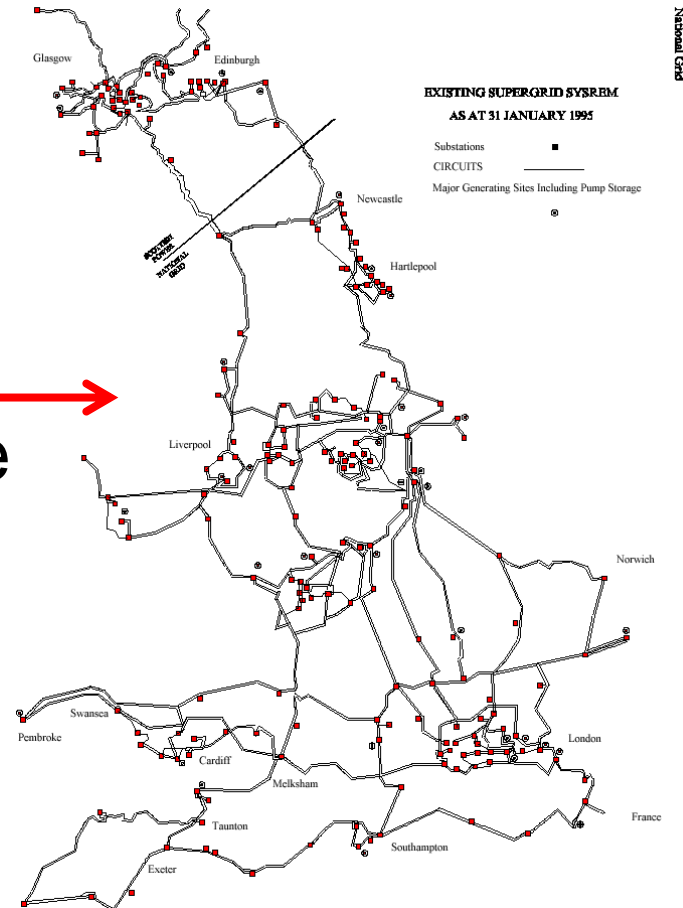 National Grid
Glasgow
Edinburgh
EXISTING SUPERGRID SYSREM
AS AT 31 JANUARY 1995
Substations
CIRCUITS
Major Generating Sites Including Pump Storage
Newcastle
SCOTTISH
POWER
NATIONAL
GRID
Hartlepool
e
Liverpool
Norwich
Swansea
Pembroke
Cardiff
London
Melksham
Taunton
France
Southampton
Exeter